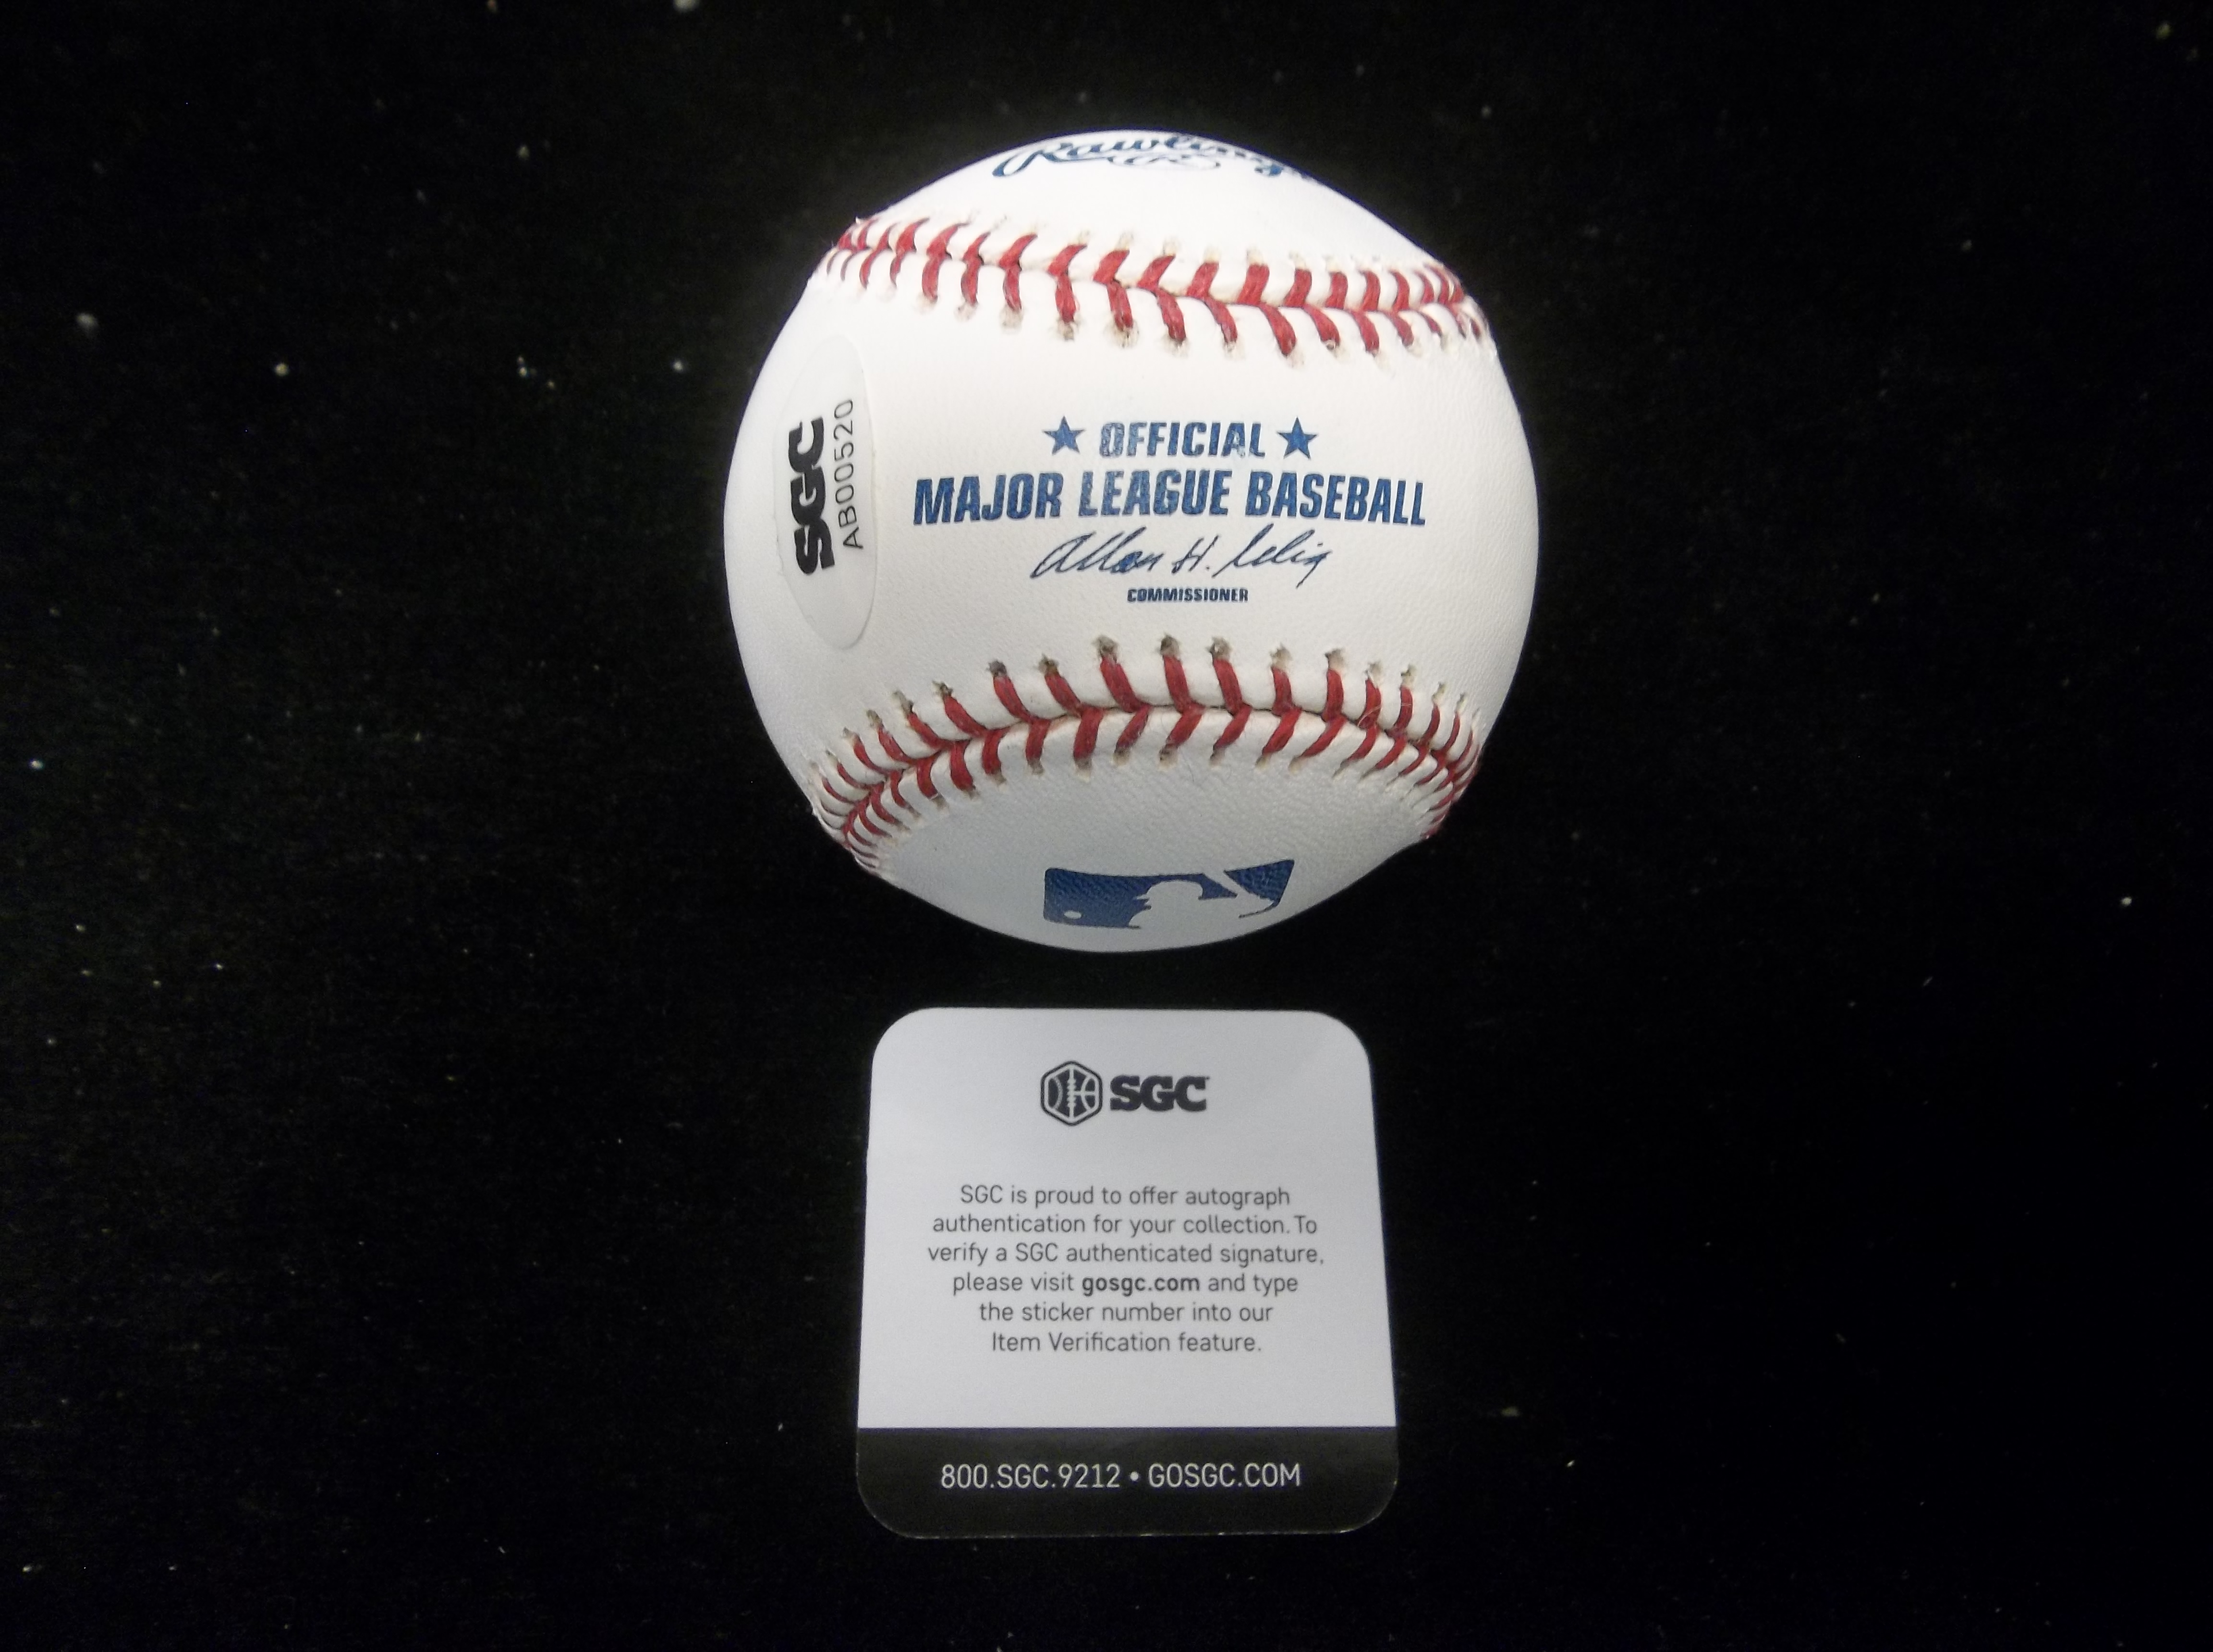 Rawlings
SGC
AB00520
★ OFFICIAL ★
MAJOR LEAGUE BASEBALL
Allan H. Selig
COMMISSIONER
SGC
SGC is proud to offer autograph
authentication for your collection. To
verify a SGC authenticated signature,
please visit gosgc.com and type
the sticker number into our
Item Verification feature.
800.SGC.9212 • GOSGC.COM